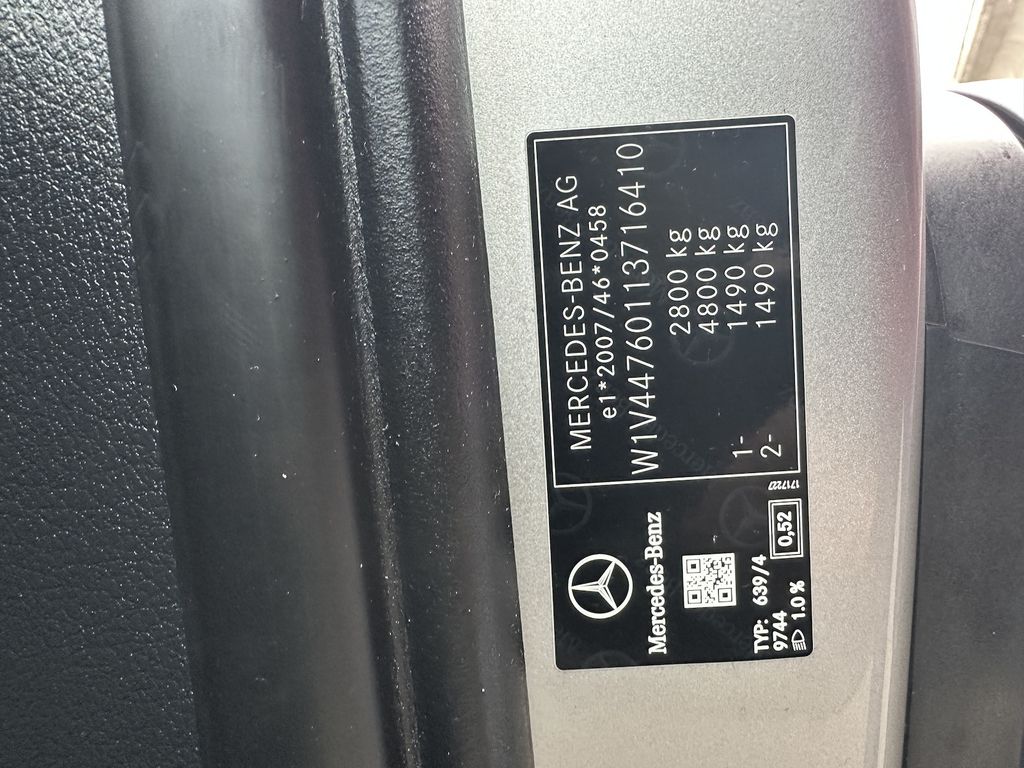 MERCEDES-BENZ AG
e1*2007/46*0458
W1V44760113716410
2800 kg
4800 kg
1- 1490 kg
2- 1490 kg
Mercedes-Benz
TYP: 639/4
9744
1.0 %
0,52